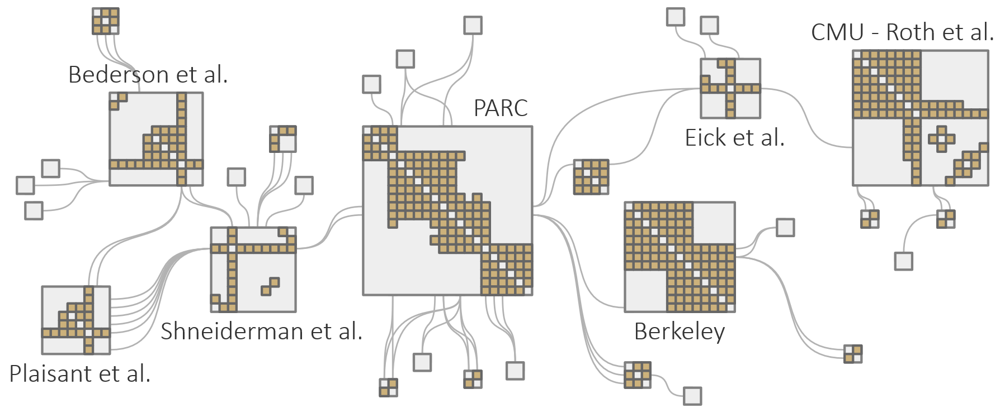 CMU - Roth et al.
Bederson et al.
PARC
Eick et al.
Shneiderman et al.
Berkeley
Plaisant et al.